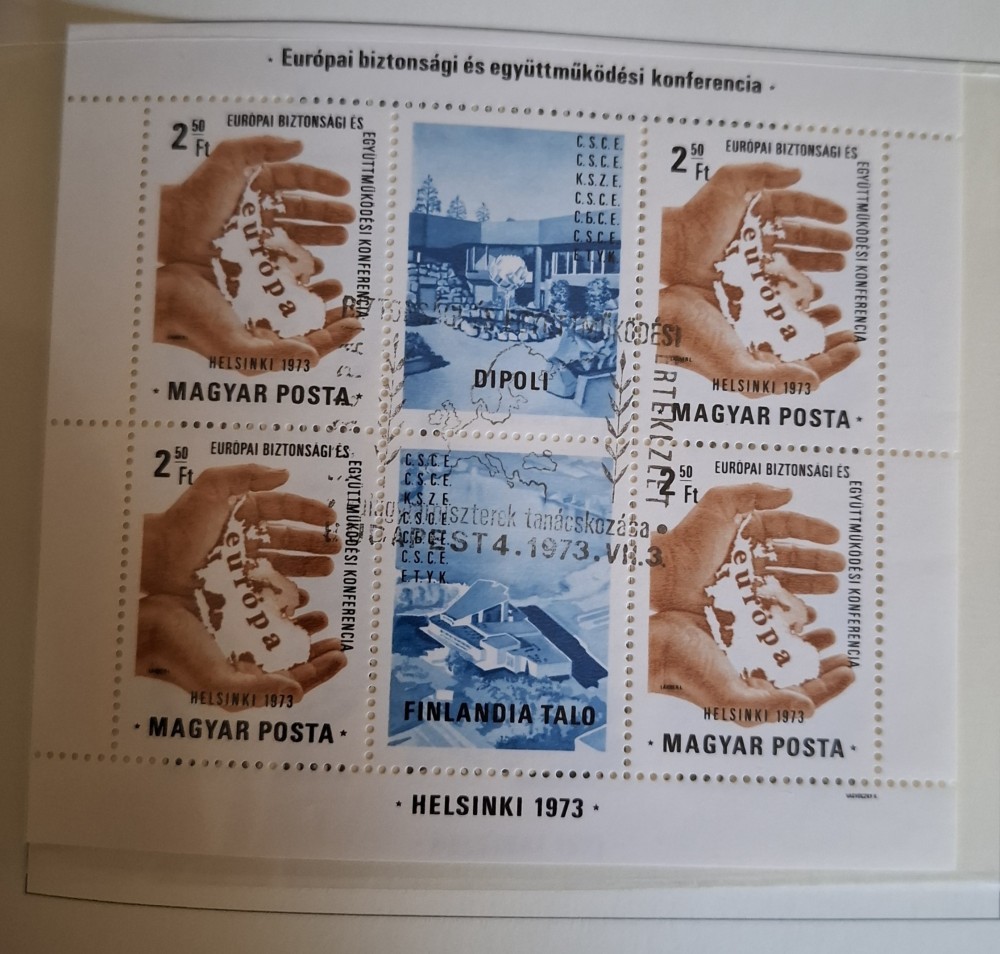 · Európai biztonsági és együttműködési konferencia ·
2 50 Ft
EURÓPAI BIZTONSÁGI ÉS
EGYÜTTMŰKÖDÉSI KONFERENCIA
európa
HELSINKI 1973
* MAGYAR POSTA *
C.S.C.E.
C.S.C.E.
K.S.Z.E.
C.S.C.E.
C.Б.C.E.
C.S.C.E.
E.T.Y.K.
DIPOLI
2 50 Ft
EURÓPAI BIZTONSÁGI ÉS
EGYÜTTMŰKÖDÉSI KONFERENCIA
európa
HELSINKI 1973
MAGYAR POSTA *
2 50 Ft
EURÓPAI BIZTONSÁGI ÉS
EGYÜTTMŰKÖDÉSI KONFERENCIA
európa
HELSINKI 1973
* MAGYAR POSTA *
C.S.C.E.
C.S.C.E.
K.S.Z.E.
C.S.C.E.
C.Б.C.E.
C.S.C.E.
E.T.Y.K.
FINLANDIA TALO
2 50 Ft
EURÓPAI BIZTONSÁGI ÉS
EGYÜTTMŰKÖDÉSI KONFERENCIA
európa
HELSINKI 1973
* MAGYAR POSTA *
ÉRTEKEZLET
tanácskozása
1973.VII.3.
* HELSINKI 1973 *